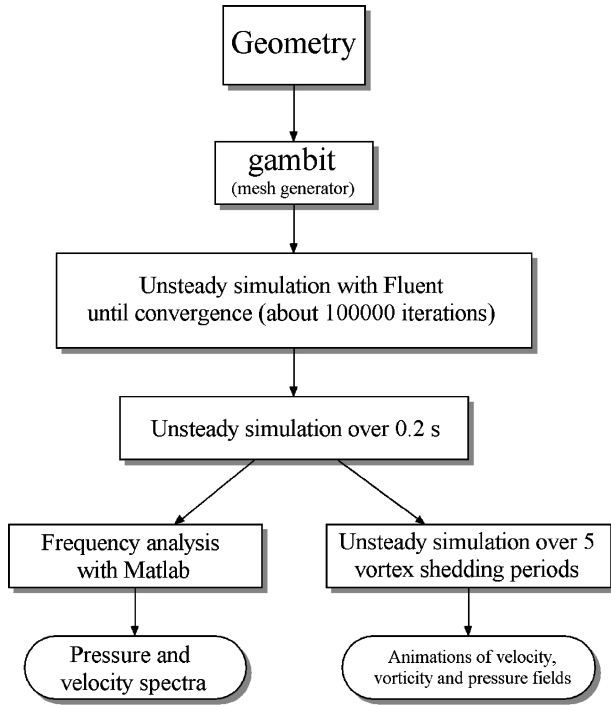 Geometry
gambit
(mesh generator)
Unsteady simulation with Fluent
until convergence (about 100000 iterations)
Unsteady simulation over 0.2 s
Frequency analysis
with Matlab
Unsteady simulation over 5
vortex shedding periods
Pressure and
velocity spectra
Animations of velocity,
vorticity and pressure fields